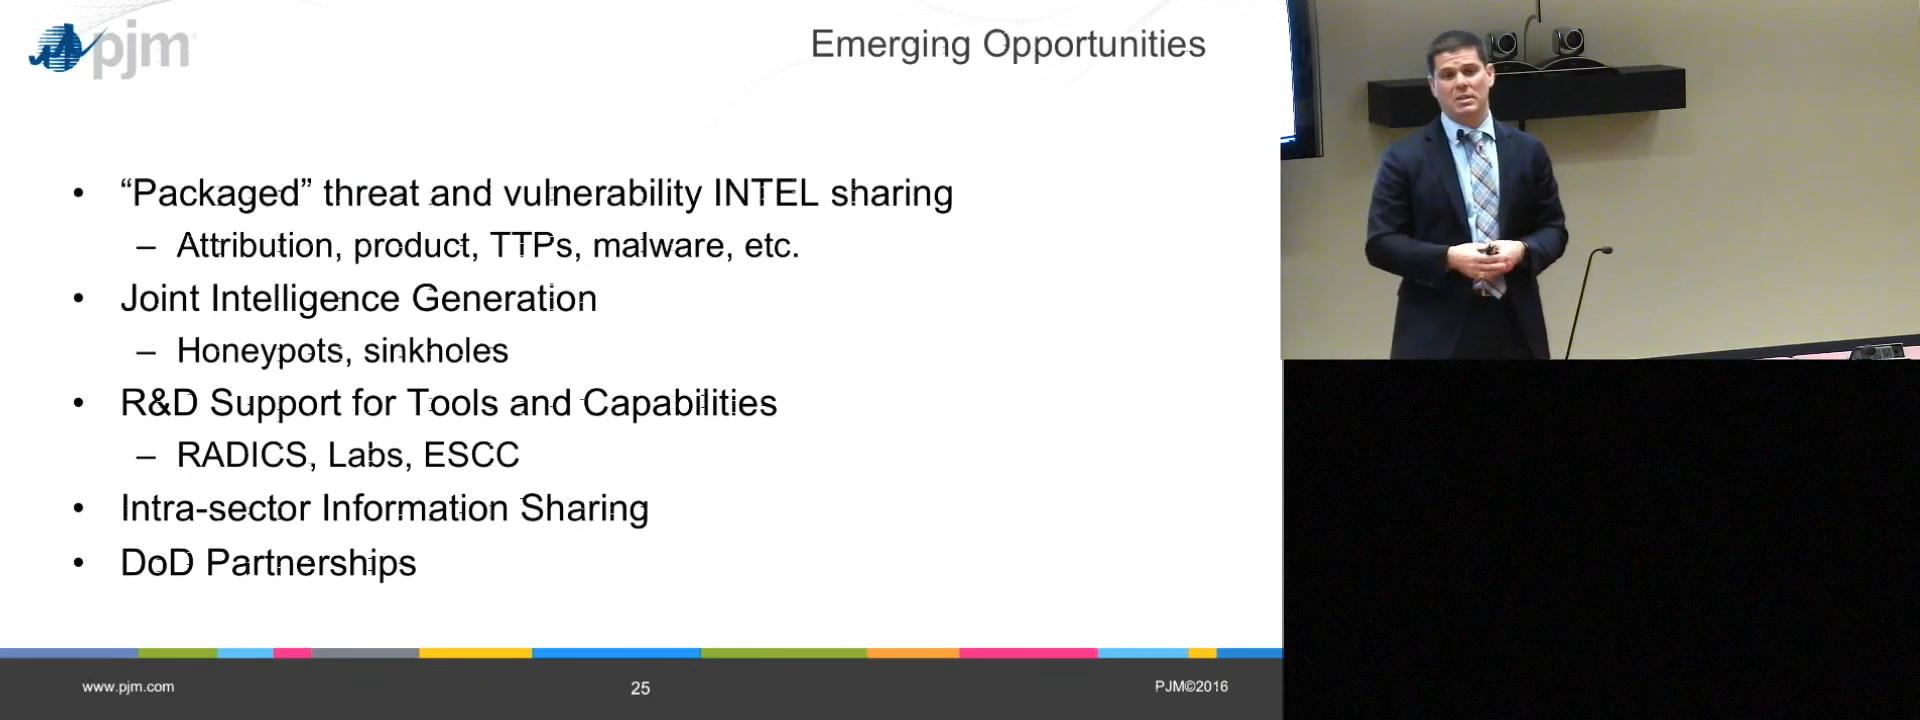 pjm
Emerging Opportunities
• “Packaged” threat and vulnerability INTEL sharing
– Attribution, product, TTPs, malware, etc.
• Joint Intelligence Generation
– Honeypots, sinkholes
• R&D Support for Tools and Capabilities
– RADICS, Labs, ESCC
• Intra-sector Information Sharing
• DoD Partnerships
www.pjm.com
25
PJM©2016